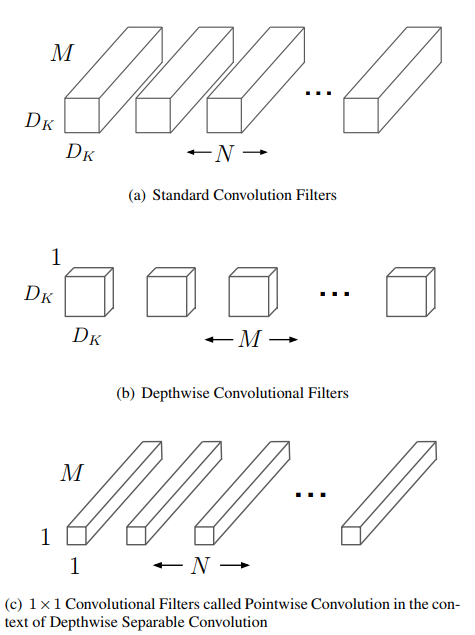 M
D_K
D_K
N
...
(a) Standard Convolution Filters
1
D_K
D_K
M
...
(b) Depthwise Convolutional Filters
M
1
1
N
...
(c) 1 × 1 Convolutional Filters called Pointwise Convolution in the con-
text of Depthwise Separable Convolution